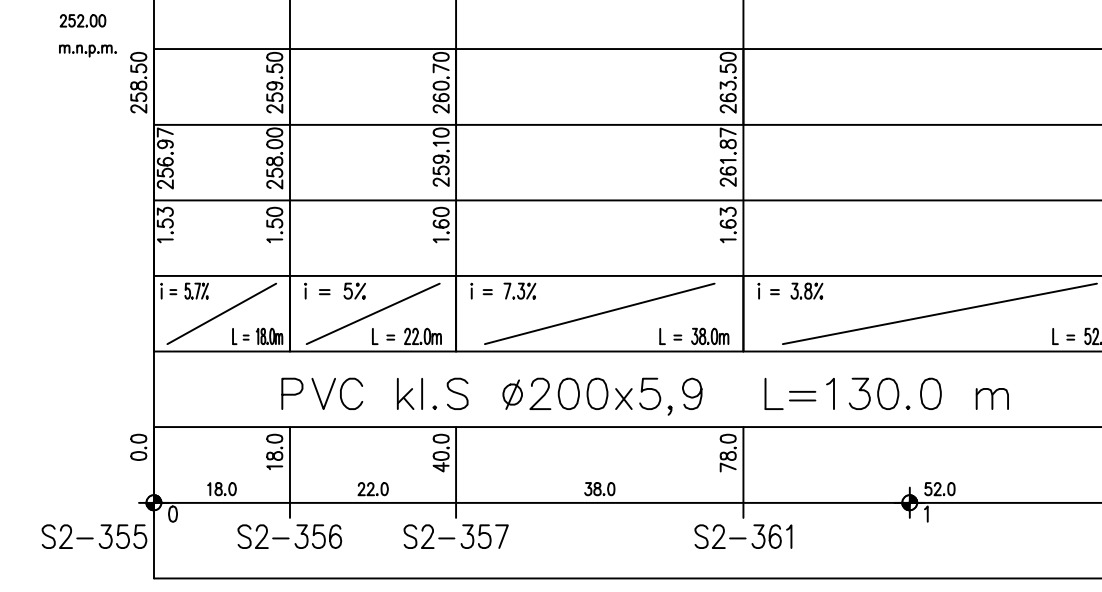 252.00
m.n.p.m.
258.50 259.50 260.70 263.50
256.97 258.00 259.10 261.87
1.53 1.50 1.60 1.63
i = 5.7% i = 5% i = 7.3% i = 3.8%
L = 18.0m L = 22.0m L = 38.0m L = 52.
PVC kl.S ø200x5,9 L=130.0 m
0.0 18.0 40.0 78.0
18.0 22.0 38.0 52.0
0 1
S2-355 S2-356 S2-357 S2-361